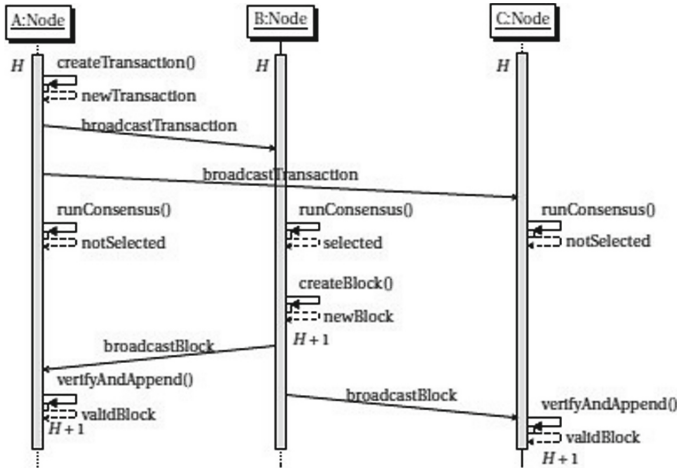 A:Node
B:Node
C:Node
H
H
H
createTransaction()
newTransaction
broadcastTransaction
broadcastTransaction
runConsensus()
runConsensus()
runConsensus()
notSelected
selected
notSelected
createBlock()
newBlock
H+1
broadcastBlock
verifyAndAppend()
broadcastBlock
verifyAndAppend()
validBlock
H+1
validBlock
H+1